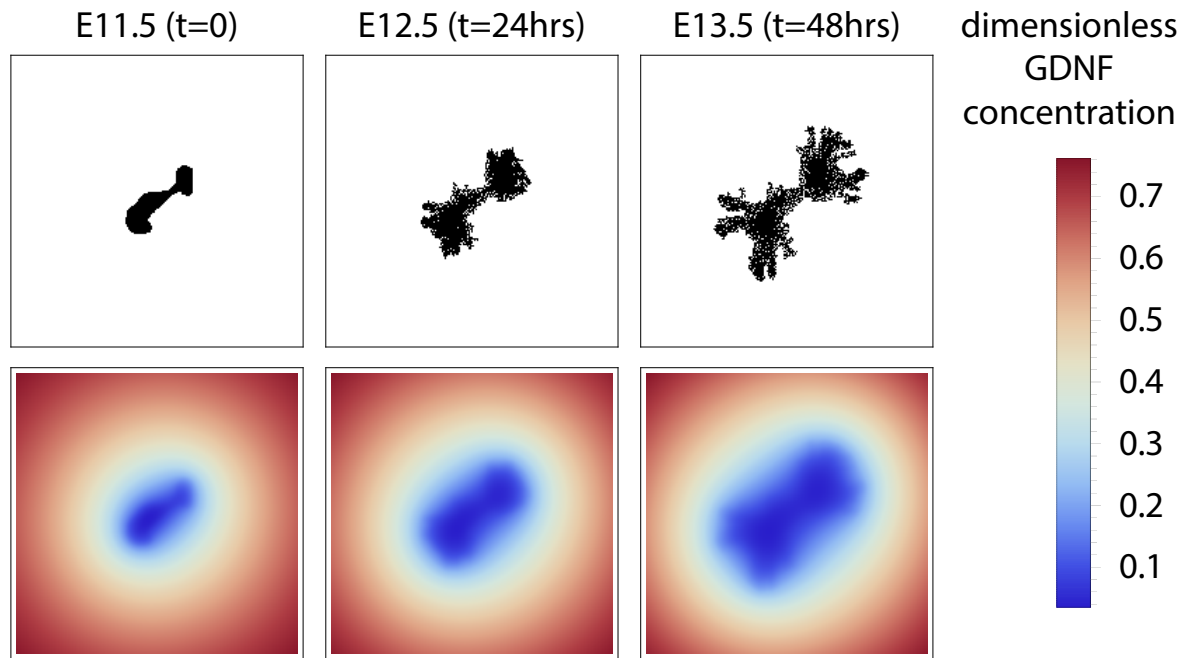 E11.5 (t=0)
E12.5 (t=24hrs)
E13.5 (t=48hrs)
dimensionless
GDNF
concentration
0.7
0.6
0.5
0.4
0.3
0.2
0.1